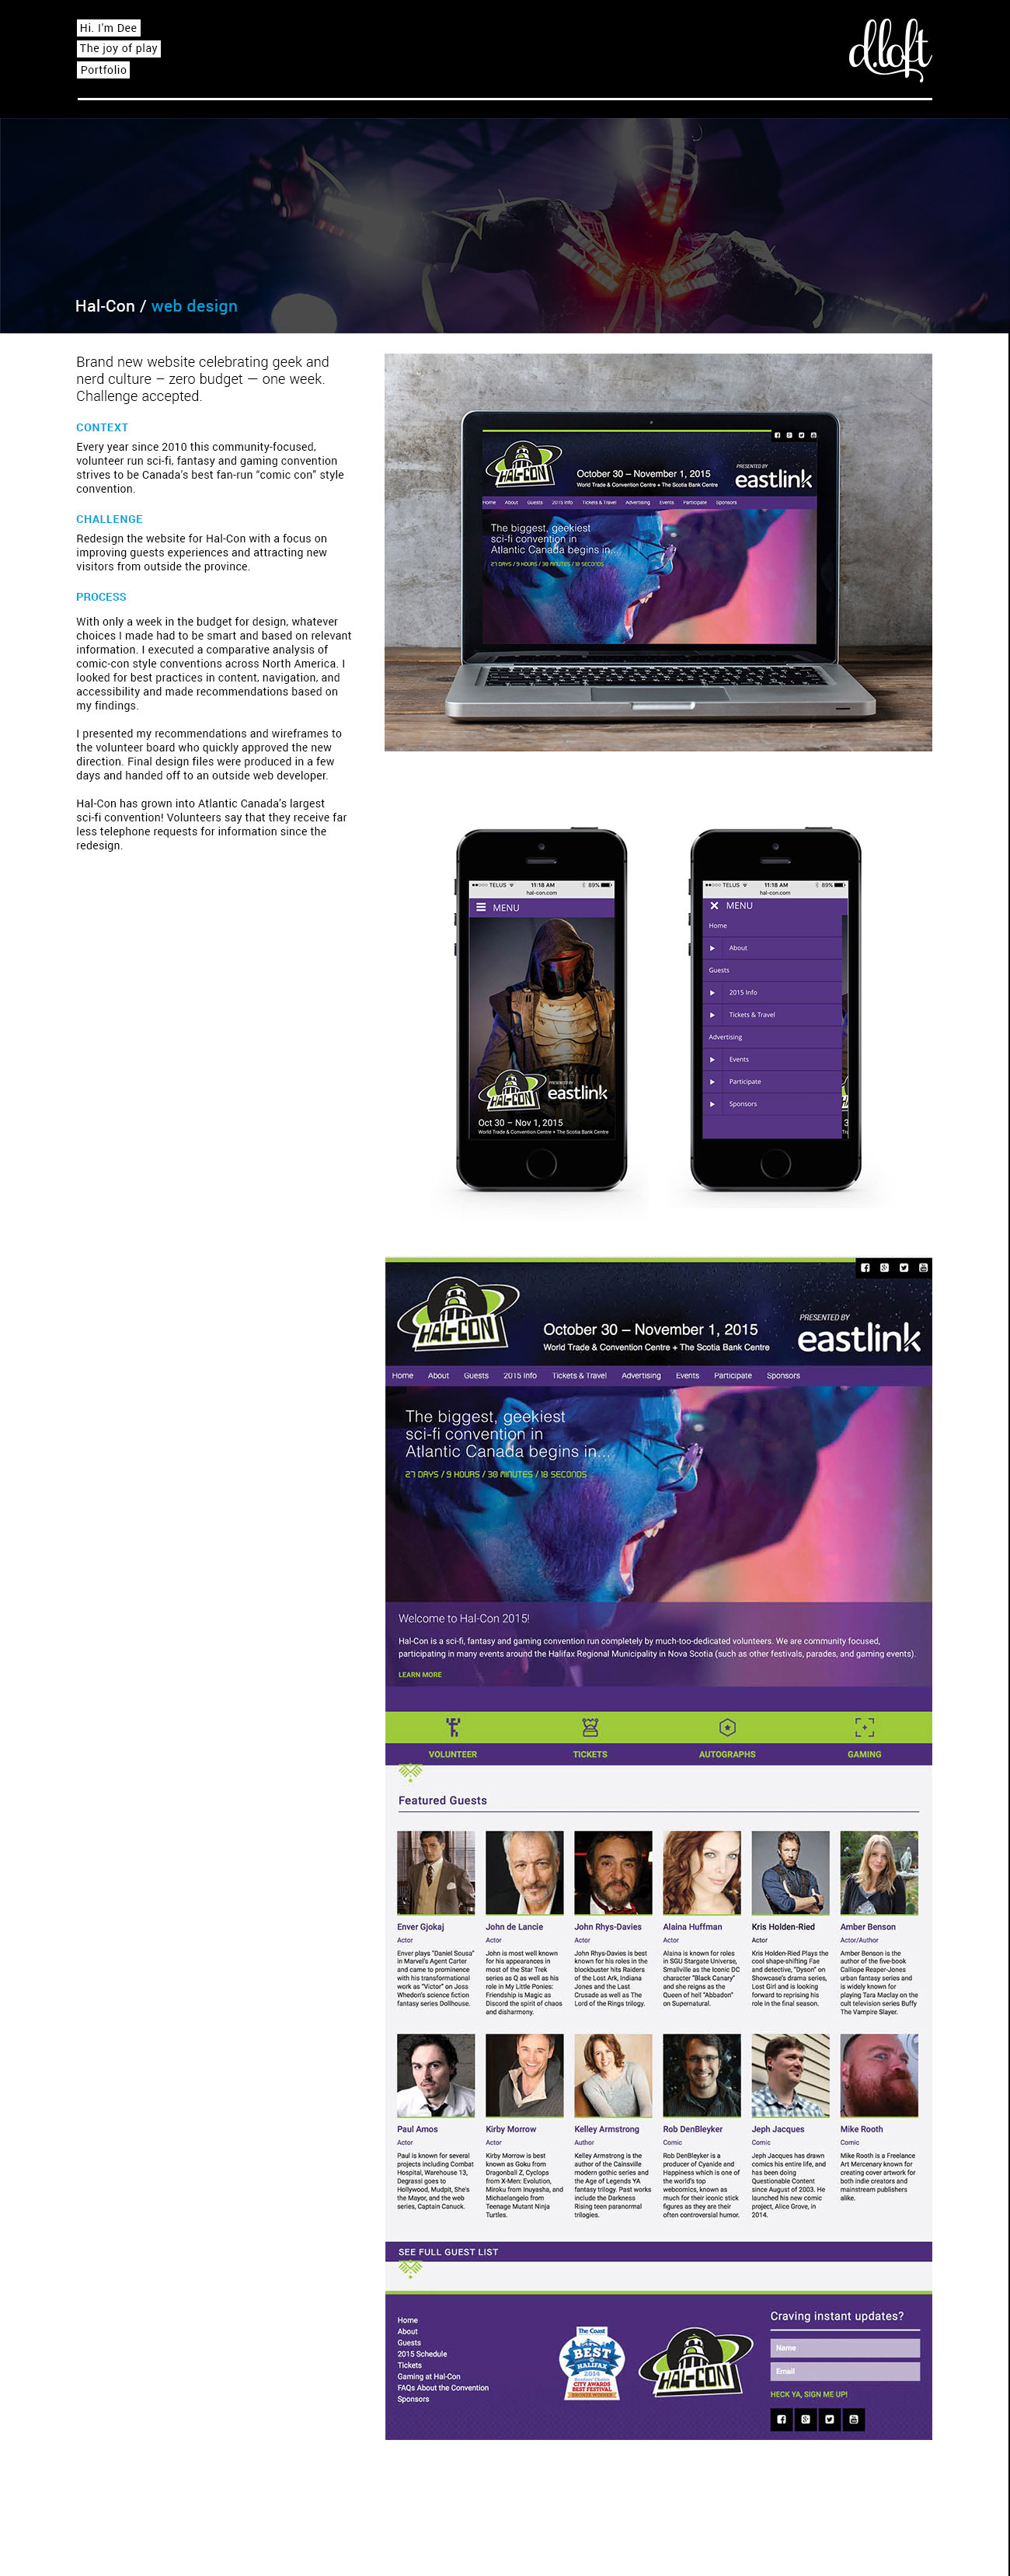 Hi. I'm Dee
The joy of play
Portfolio
d.loft
Hal-Con / web design
Brand new website celebrating geek and
nerd culture – zero budget — one week.
Challenge accepted.
CONTEXT
Every year since 2010 this community-focused,
volunteer run sci-fi, fantasy and gaming convention
strives to be Canada's best fan-run “comic con” style
convention.
CHALLENGE
Redesign the website for Hal-Con with a focus on
improving guests experiences and attracting new
visitors from outside the province.
PROCESS
With only a week in the budget for design, whatever
choices I made had to be smart and based on relevant
information. I executed a comparative analysis of
comic-con style conventions across North America. I
looked for best practices in content, navigation, and
accessibility and made recommendations based on
my findings.
I presented my recommendations and wireframes to
the volunteer board who quickly approved the new
direction. Final design files were produced in a few
days and handed off to an outside web developer.
Hal-Con has grown into Atlantic Canada's largest
sci-fi convention! Volunteers say that they receive far
less telephone requests for information since the
redesign.
HAL-CON
October 30 – November 1, 2015
World Trade & Convention Centre + The Scotia Bank Centre
PRESENTED BY
eastlink
Home About Guests 2015 Info Tickets & Travel Advertising Events Participate Sponsors
The biggest, geekiest
sci-fi convention in
Atlantic Canada begins in...
27 DAYS / 9 HOURS / 38 MINUTES / 18 SECONDS
TELUS 11:18 AM 89%
hal-con.com
MENU
HAL-CON
PRESENTED BY
eastlink
Oct 30 – Nov 1, 2015
World Trade & Convention Centre + The Scotia Bank Centre
TELUS 11:18 AM 89%
hal-con.com
MENU
Home
About
Guests
2015 Info
Tickets & Travel
Advertising
Events
Participate
Sponsors
HAL-CON
October 30 – November 1, 2015
World Trade & Convention Centre + The Scotia Bank Centre
PRESENTED BY
eastlink
Home About Guests 2015 Info Tickets & Travel Advertising Events Participate Sponsors
The biggest, geekiest
sci-fi convention in
Atlantic Canada begins in...
27 DAYS / 9 HOURS / 38 MINUTES / 18 SECONDS
Welcome to Hal-Con 2015!
Hal-Con is a sci-fi, fantasy and gaming convention run completely by much-too-dedicated volunteers. We are community focused,
participating in many events around the Halifax Regional Municipality in Nova Scotia (such as other festivals, parades, and gaming events).
LEARN MORE
VOLUNTEER TICKETS AUTOGRAPHS GAMING
Featured Guests
Enver Gjokaj
Actor
Enver plays “Daniel Sousa”
in Marvel's Agent Carter
and came to prominence
with his transformational
work as “Victor” on Joss
Whedon's science fiction
fantasy series Dollhouse.
John de Lancie
Actor
John is most well known
for his appearances in
most of the Star Trek
series as Q as well as his
role in My Little Ponies:
Friendship is Magic as
Discord the spirit of chaos
and disharmony.
John Rhys-Davies
Actor
John Rhys-Davies is best
known for his roles in the
blockbuster hits Raiders
of the Lost Ark, Indiana
Jones and the Last
Crusade as well as The
Lord of the Rings trilogy.
Alaina Huffman
Actor
Alaina is known for roles
in SGU Stargate Universe,
Smallville as the Iconic DC
character “Black Canary”
and she reigns as the
Queen of hell “Abbadon”
on Supernatural.
Kris Holden-Ried
Actor
Kris Holden-Ried Plays the
cool shape-shifting Fae
and detective, “Dyson” on
Showcase's drama series,
Lost Girl and is looking
forward to reprising his
role in the final season.
Amber Benson
Actor/Author
Amber Benson is the
author of the five-book
Calliope Reaper-Jones
urban fantasy series and
is widely known for
playing Tara Maclay on the
cult television series Buffy
The Vampire Slayer.
Paul Amos
Actor
Paul is known for several
projects including Combat
Hospital, Warehouse 13,
Degrassi goes to
Hollywood, Mudpit, She's
the Mayor, and the web
series, Captain Canuck.
Kirby Morrow
Actor
Kirby Morrow is best
known as Goku from
Dragonball Z, Cyclops
from X-Men: Evolution,
Miroku from Inuyasha, and
Michaelangelo from
Teenage Mutant Ninja
Turtles.
Kelley Armstrong
Author
Kelley Armstrong is the
author of the Cainsville
modern gothic series and
the Age of Legends YA
fantasy trilogy. Past works
include the Darkness
Rising teen paranormal
trilogies.
Rob DenBleyker
Comic
Rob DenBleyker is a
producer of Cyanide and
Happiness which is one of
the world's top
webcomics, known as
much for their iconic stick
figures as they are their
often controversial humor.
Jeph Jacques
Comic
Jeph Jacques has drawn
comics his entire life, and
has been doing
Questionable Content
since August of 2003. He
launched his new comic
project, Alice Grove, in
2014.
Mike Rooth
Comic
Mike Rooth is a Freelance
Art Mercenary known for
creating cover artwork for
both indie creators and
mainstream publishers
alike.
SEE FULL GUEST LIST
Home
About
Guests
2015 Schedule
Tickets
Gaming at Hal-Con
FAQs About the Convention
Sponsors
The Coast
BEST
OF HALIFAX
2014
CITY AWARDS
BEST FESTIVAL
BRONZE WINNER
HAL-CON
Craving instant updates?
Name
Email
HECK YA, SIGN ME UP!